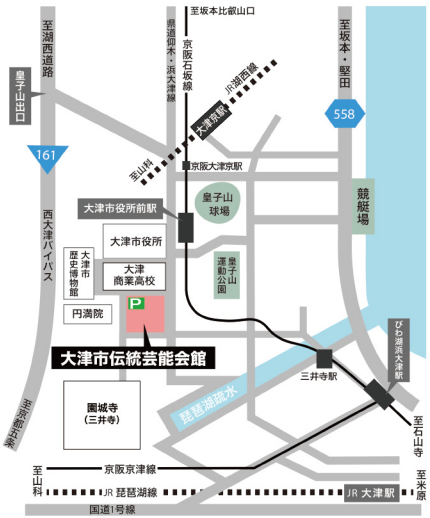 至坂本比叡山口
至湖西道路
県道仰木・浜大津線
京阪石坂線
至坂本・堅田
皇子山出口
JR湖西線
大津京駅
558
至山科
161
京阪大津京駅
西大津バイパス
大津市役所前駅
皇子山
球場
競艇場
大津市役所
大津市
歴史博物館
大津
商業高校
皇子山
運動公園
円満院
P
大津市伝統芸能会館
三井寺駅
びわ湖浜大津駅
琵琶湖疏水
園城寺
(三井寺)
至京都五条
至石山寺
至山科
京阪京津線
至米原
JR 琵琶湖線
JR 大津駅
国道1号線